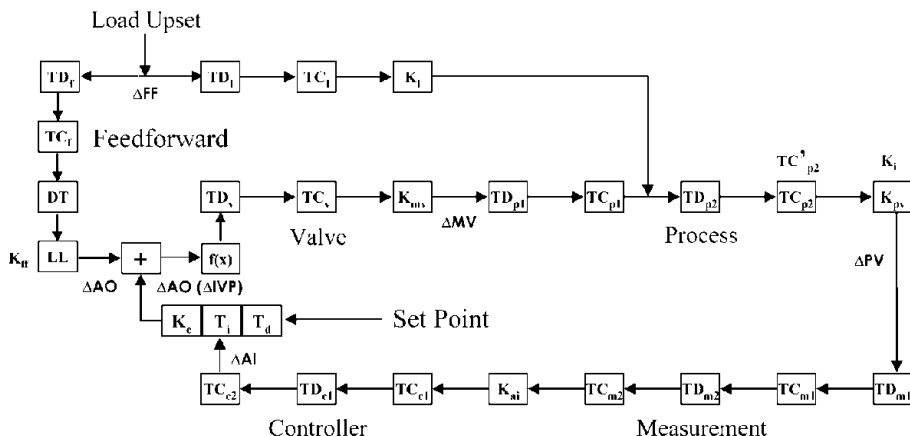 Load Upset
TD_f ΔFF TD_l TC_l K_l
TC_f Feedforward
TC'_p2 K_i
DT TD_v TC_v K_mv TD_p1 TC_p1 TD_p2 TC_p2 K_pv
ΔMV
Valve Process
K_ff LL + f(x) ΔPV
ΔAO ΔAO (ΔIVP)
K_c T_i T_d Set Point
ΔAI
TC_c2 TD_c1 TC_c1 K_ai TC_m2 TD_m2 TC_m1 TD_m1
Controller Measurement